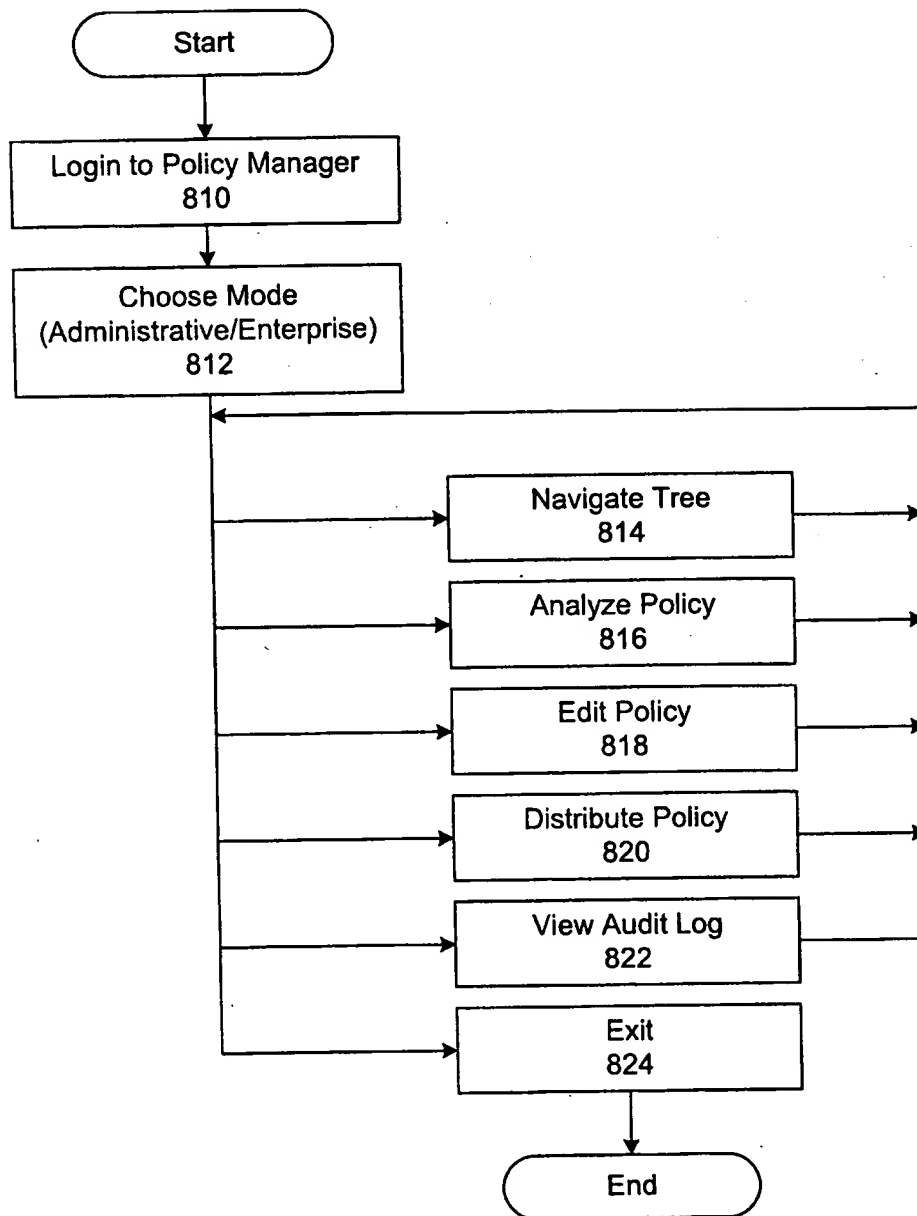 Start
Login to Policy Manager
810
Choose Mode
(Administrative/Enterprise)
812
Navigate Tree
814
Analyze Policy
816
Edit Policy
818
Distribute Policy
820
View Audit Log
822
Exit
824
End